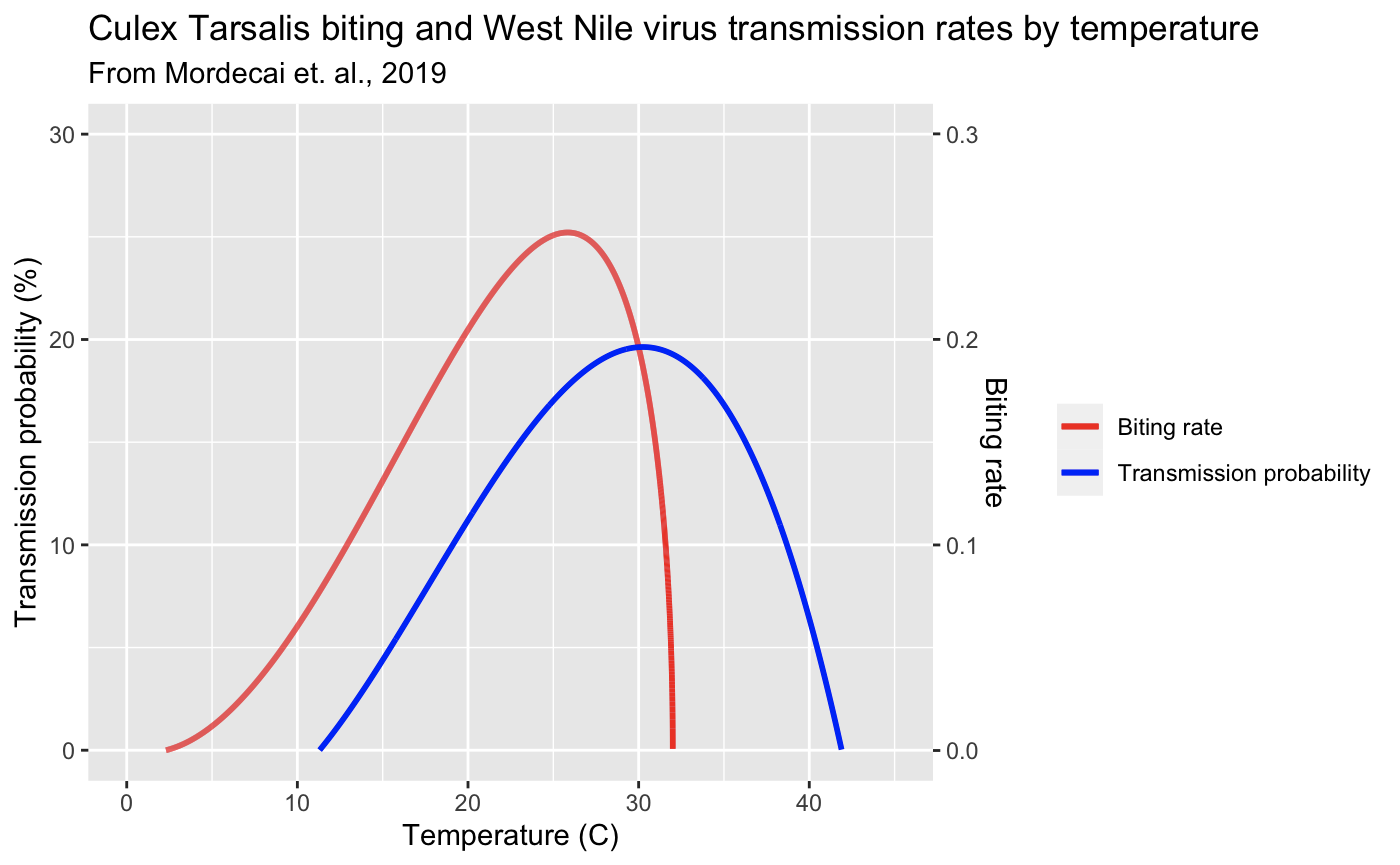 Culex Tarsalis biting and West Nile virus transmission rates by temperature
From Mordecai et. al., 2019
Transmission probability (%)
30
20
10
0
0.3
0.2
0.1
0.0
Biting rate
Biting rate
Transmission probability
0
10
20
30
40
Temperature (C)